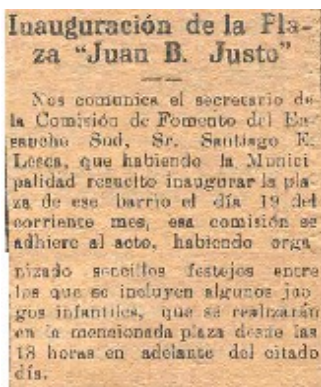 Inauguración de la Pla-
za "Juan B. Justo"
Nos comunica el secretario de
la Comisión de Fomento del En-
sanche Sud, Sr. Santiago E.
Lesca, que habiendo la Munici
palidad resuelto inaugurar la pla-
za de ese barrio el día 19 del
corriente mes, esa comisión se
adhiere al acto, habiendo orga
nizado sencillos festejos entre
los que se incluyen algunos jue
gos infantiles, que se realizarán
en la mencionada plaza desde las
18 horas en adelante del citado
día.